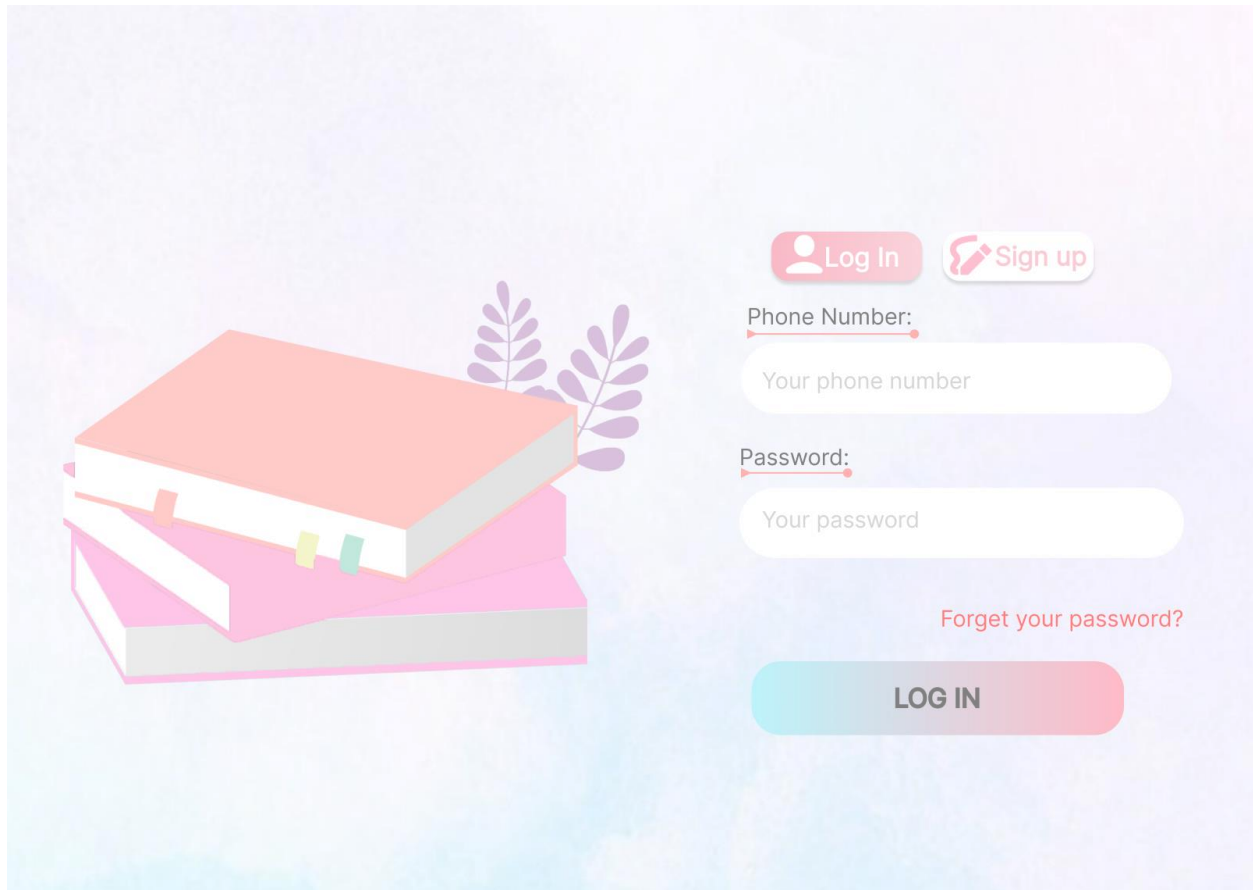 Log In
Sign up
Phone Number:
Your phone number
Password:
Your password
Forget your password?
LOG IN